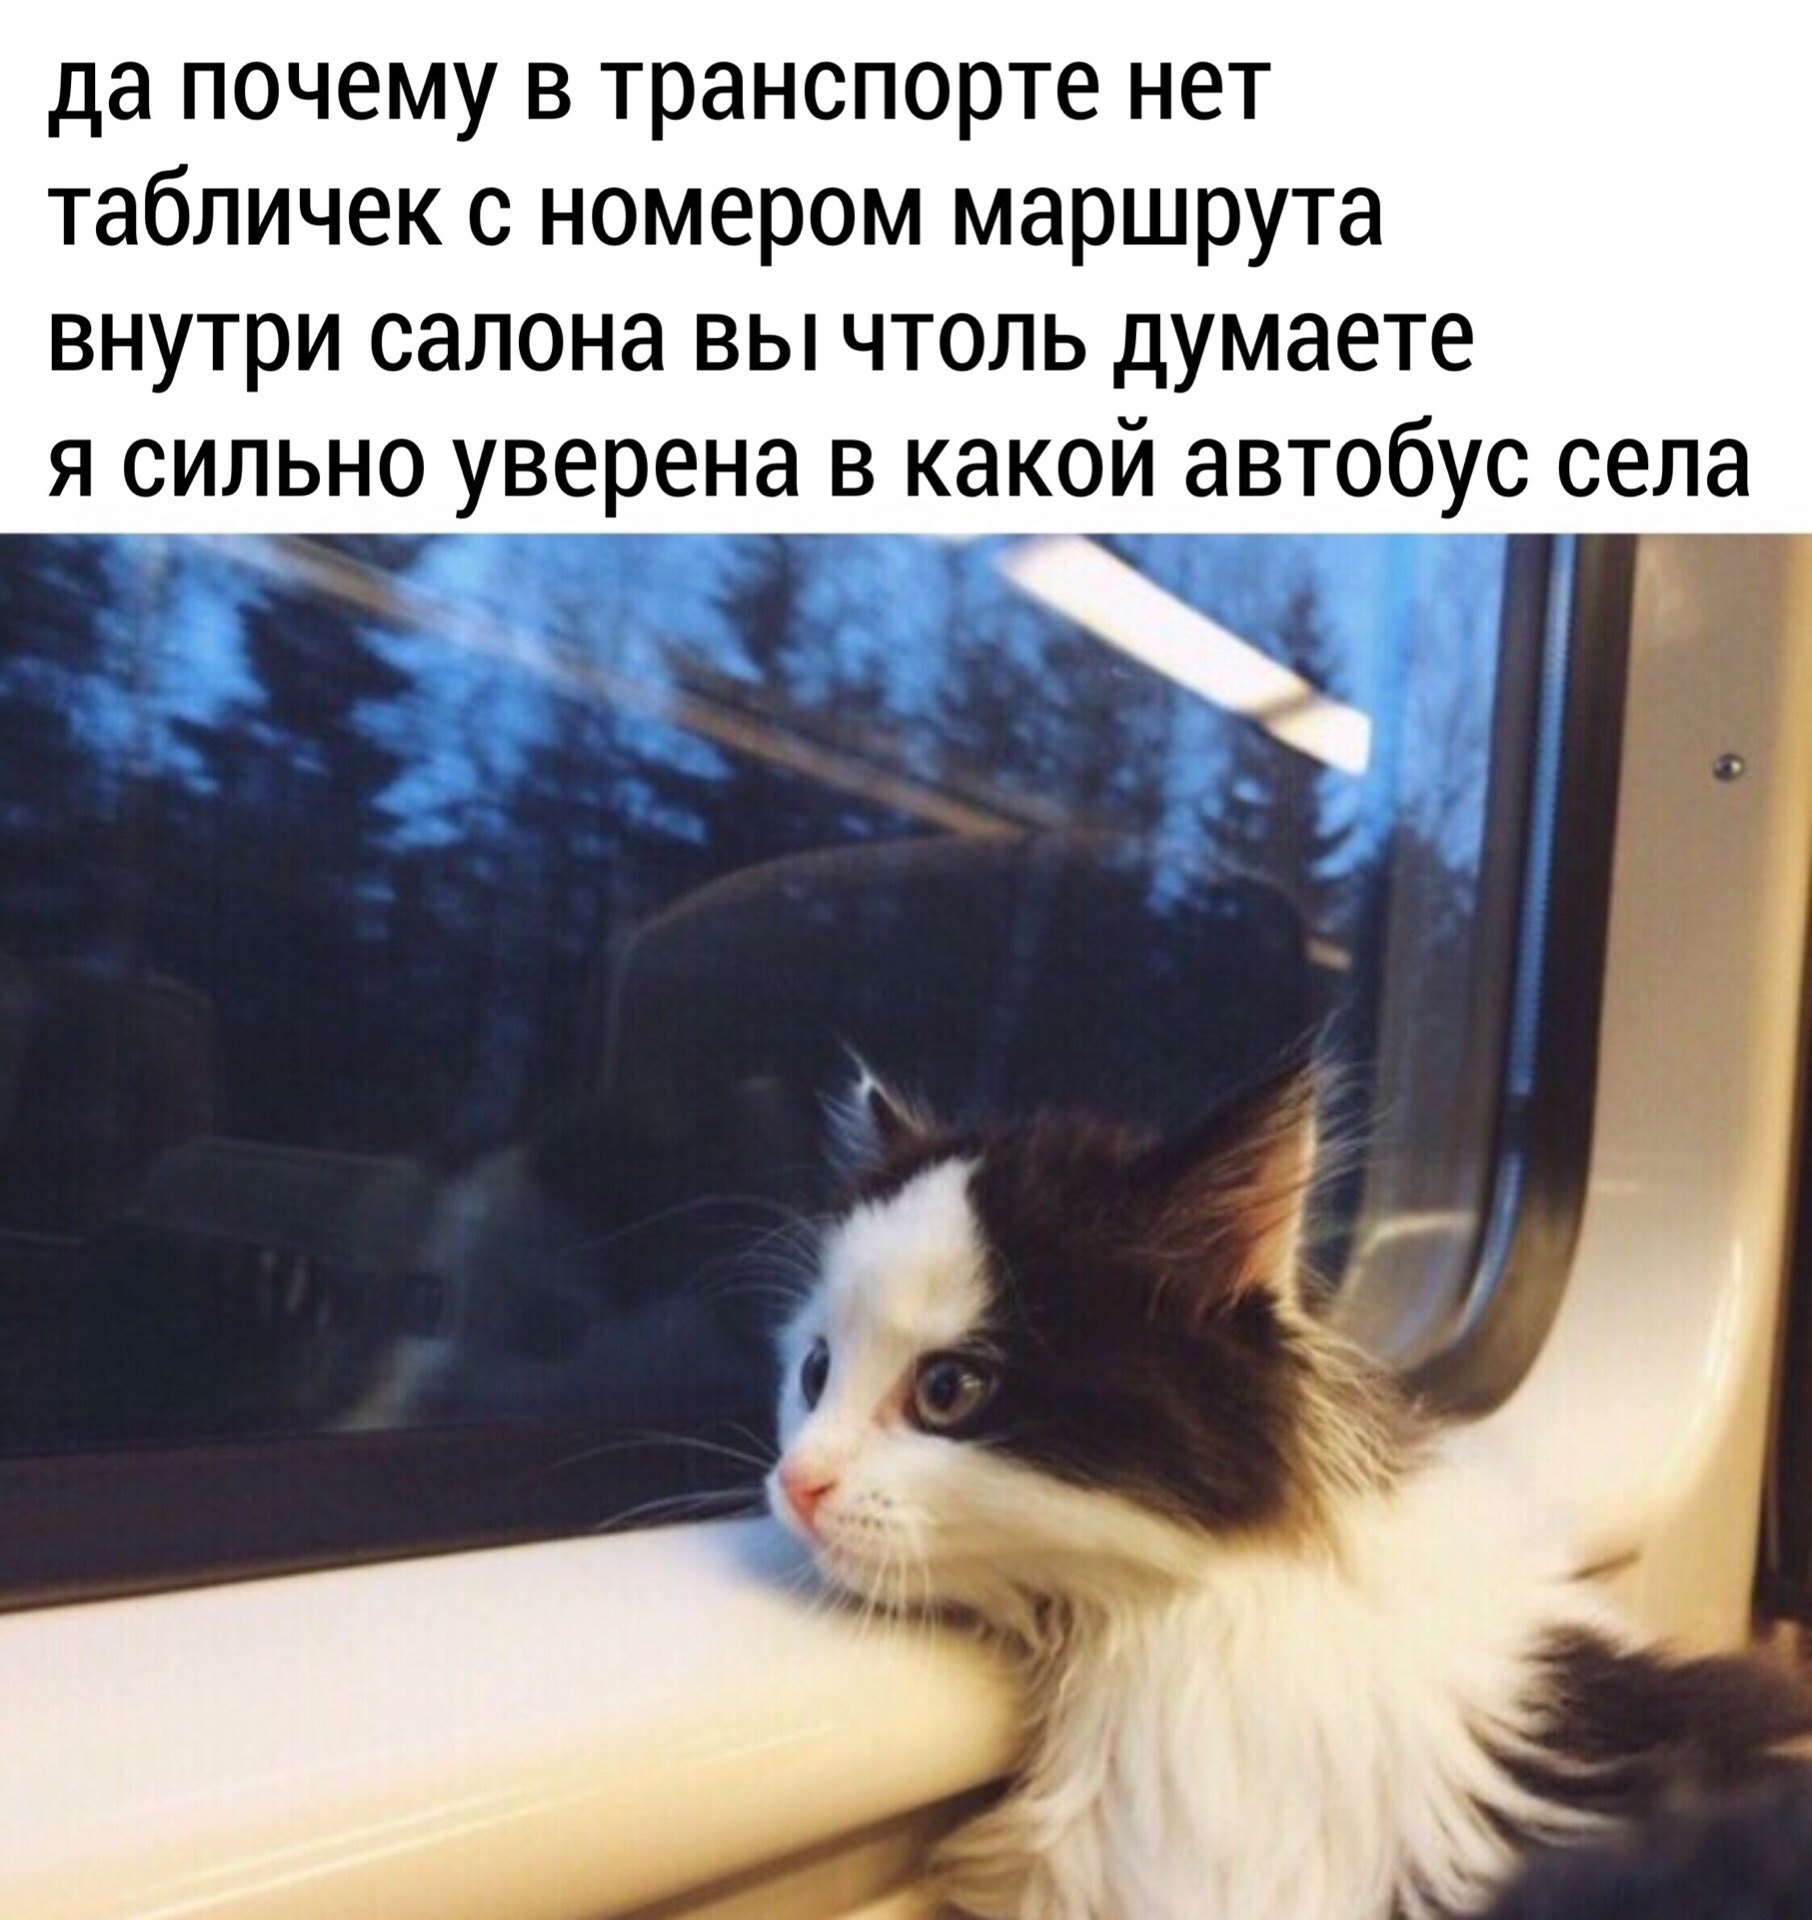 да почему в транспорте нет
табличек с номером маршрута
внутри салона вы чтоль думаете
я сильно уверена в какой автобус села